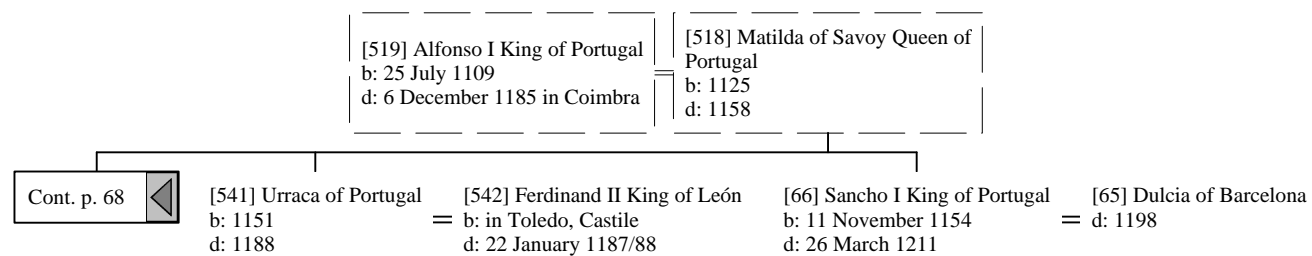 [519] Alfonso I King of Portugal
b: 25 July 1109
d: 6 December 1185 in Coimbra
=
[518] Matilda of Savoy Queen of
Portugal
b: 1125
d: 1158
Cont. p. 68
[541] Urraca of Portugal
b: 1151
d: 1188
=
[542] Ferdinand II King of León
b: in Toledo, Castile
d: 22 January 1187/88
[66] Sancho I King of Portugal
b: 11 November 1154
d: 26 March 1211
=
[65] Dulcia of Barcelona
d: 1198